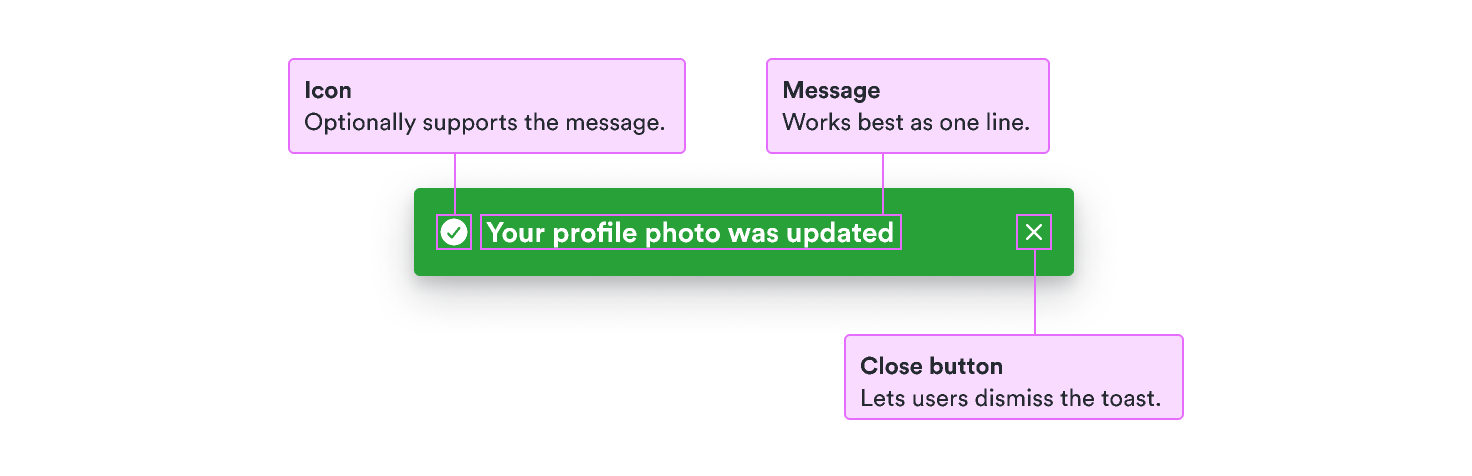 Icon
Optionally supports the message.
Message
Works best as one line.
Your profile photo was updated
Close button
Lets users dismiss the toast.